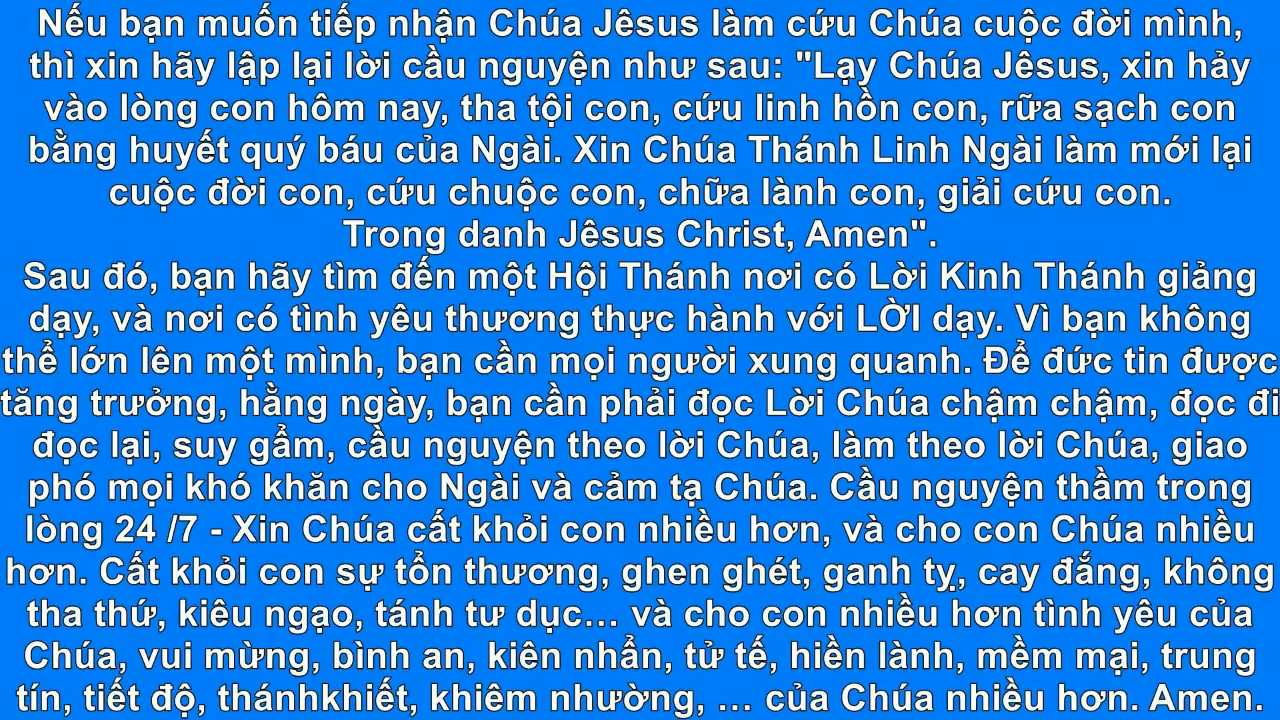 Nếu bạn muốn tiếp nhận Chúa Jêsus làm cứu Chúa cuộc đời mình,
thì xin hãy lập lại lời cầu nguyện như sau: "Lạy Chúa Jêsus, xin hảy
vào lòng con hôm nay, tha tội con, cứu linh hồn con, rữa sạch con
bằng huyết quý báu của Ngài. Xin Chúa Thánh Linh Ngài làm mới lại
cuộc đời con, cứu chuộc con, chữa lành con, giải cứu con.
Trong danh Jêsus Christ, Amen".
Sau đó, bạn hãy tìm đến một Hội Thánh nơi có Lời Kinh Thánh giảng
dạy, và nơi có tình yêu thương thực hành với LỜI dạy. Vì bạn không
thể lớn lên một mình, bạn cần mọi người xung quanh. Để đức tin được
tăng trưởng, hằng ngày, bạn cần phải đọc Lời Chúa chậm chậm, đọc đi
đọc lại, suy gẩm, cầu nguyện theo lời Chúa, làm theo lời Chúa, giao
phó mọi khó khăn cho Ngài và cảm tạ Chúa. Cầu nguyện thầm trong
lòng 24 /7 - Xin Chúa cất khỏi con nhiều hơn, và cho con Chúa nhiều
hơn. Cất khỏi con sự tổn thương, ghen ghét, ganh tỵ, cay đắng, không
tha thứ, kiêu ngạo, tánh tư dục... và cho con nhiều hơn tình yêu của
Chúa, vui mừng, bình an, kiên nhẩn, tử tế, hiền lành, mềm mại, trung
tín, tiết độ, thánhkhiết, khiêm nhường, ... của Chúa nhiều hơn. Amen.